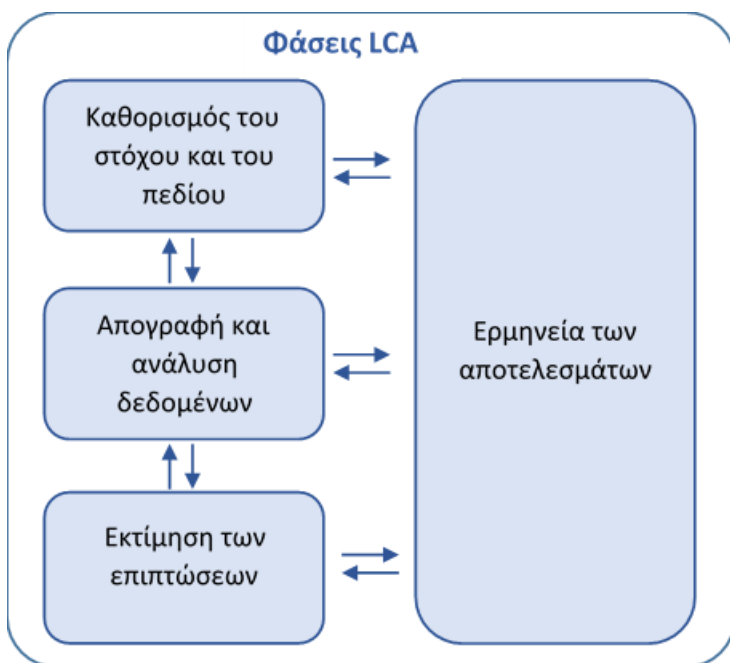 Φάσεις LCA
Καθορισμός του
στόχου και του
πεδίου
Απογραφή και
ανάλυση
δεδομένων
Εκτίμηση των
επιπτώσεων
Ερμηνεία των
αποτελεσμάτων